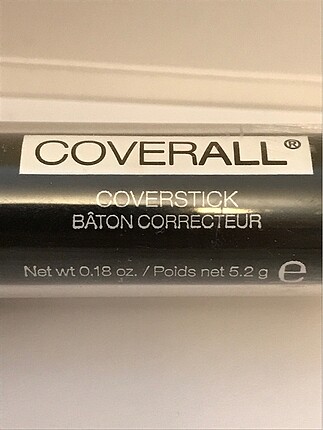 COVERALL®
COVERSTICK
BÂTON CORRECTEUR
Net wt 0.18 oz. / Poids net 5.2 g ℮